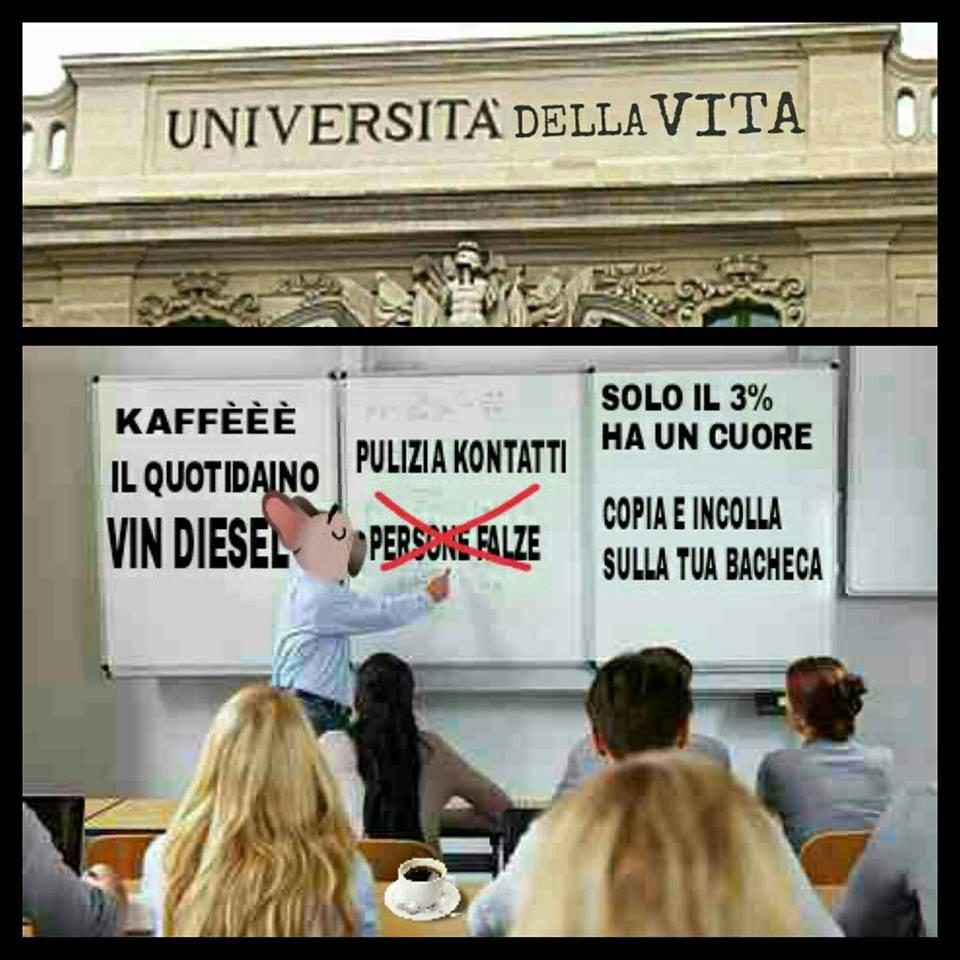 UNIVERSITÀ DELLA VITA
KAFFÈÈÈ
IL QUOTIDAINO
VIN DIESEL
PULIZIA KONTATTI
PERSONE FALZE
SOLO IL 3%
HA UN CUORE
COPIA E INCOLLA
SULLA TUA BACHECA